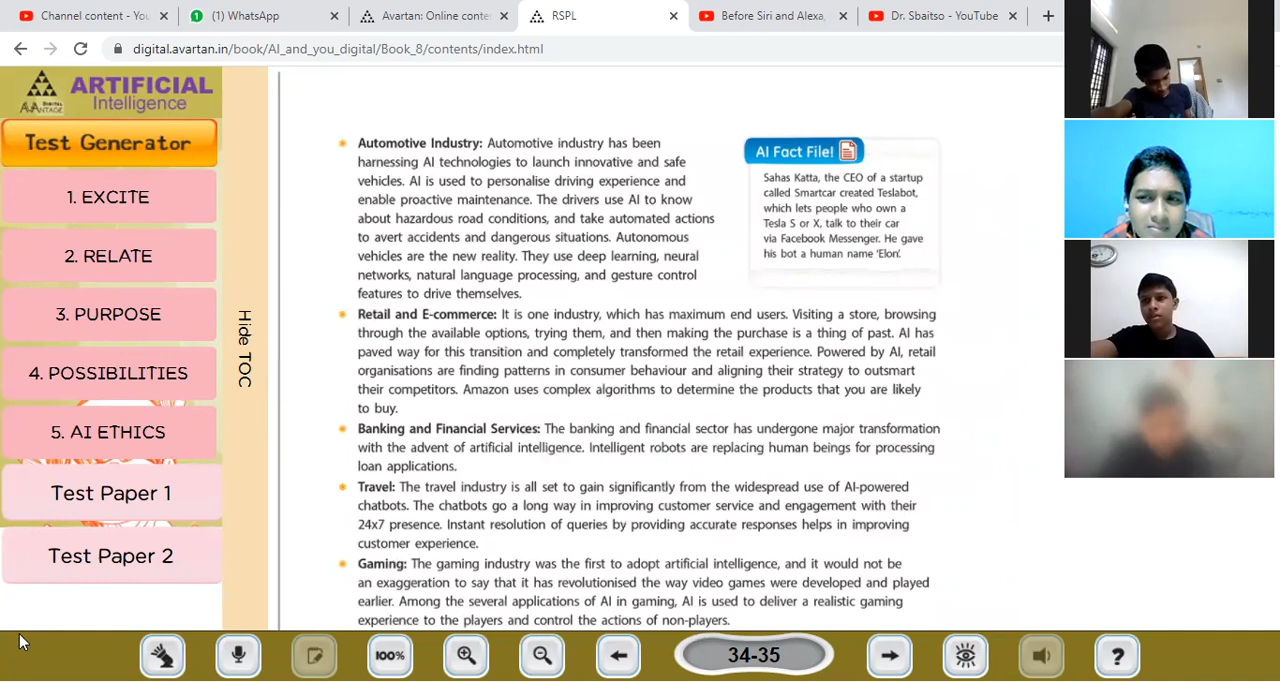 Channel content - You
(1) WhatsApp
Avartan: Online conte
RSPL
Before Siri and Alexa,
Dr. Sbaitso - YouTube
digital.avartan.in/book/AI_and_you_digital/Book_8/contents/index.html
ARTIFICIAL
Intelligence
Test Generator
1. EXCITE
2. RELATE
3. PURPOSE
4. POSSIBILITIES
5. AI ETHICS
Test Paper 1
Test Paper 2
Hide TOC
Automotive Industry: Automotive industry has been
harnessing AI technologies to launch innovative and safe
vehicles. AI is used to personalise driving experience and
enable proactive maintenance. The drivers use AI to know
about hazardous road conditions, and take automated actions
to avert accidents and dangerous situations. Autonomous
vehicles are the new reality. They use deep learning, neural
networks, natural language processing, and gesture control
features to drive themselves.
AI Fact File!
Sahas Katta, the CEO of a startup
called Smartcar created Teslabot,
which lets people who own a
Tesla S or X, talk to their car
via Facebook Messenger. He gave
his bot a human name 'Elon'.
Retail and E-commerce: It is one industry, which has maximum end users. Visiting a store, browsing
through the available options, trying them, and then making the purchase is a thing of past. AI has
paved way for this transition and completely transformed the retail experience. Powered by AI, retail
organisations are finding patterns in consumer behaviour and aligning their strategy to outsmart
their competitors. Amazon uses complex algorithms to determine the products that you are likely
to buy.
Banking and Financial Services: The banking and financial sector has undergone major transformation
with the advent of artificial intelligence. Intelligent robots are replacing human beings for processing
loan applications.
Travel: The travel industry is all set to gain significantly from the widespread use of AI-powered
chatbots. The chatbots go a long way in improving customer service and engagement with their
24x7 presence. Instant resolution of queries by providing accurate responses helps in improving
customer experience.
Gaming: The gaming industry was the first to adopt artificial intelligence, and it would not be
an exaggeration to say that it has revolutionised the way video games were developed and played
earlier. Among the several applications of AI in gaming, AI is used to deliver a realistic gaming
experience to the players and control the actions of non-players.
100%
34-35
?